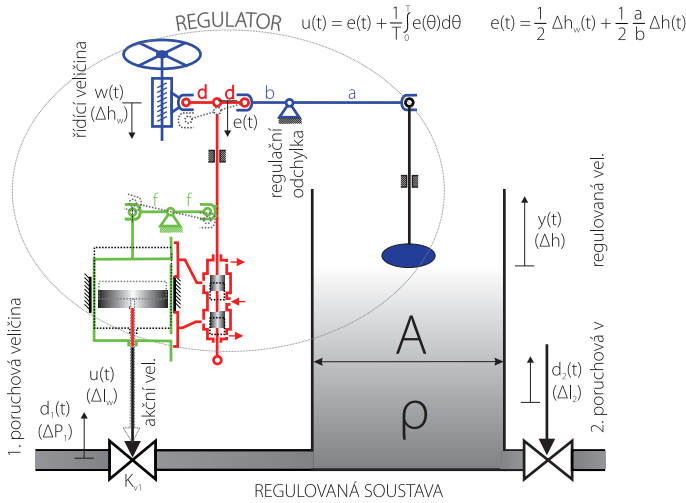 REGULATOR
u(t) = e(t) + 1/T ∫₀ᵀ e(θ)dθ
e(t) = 1/2 Δh_w(t) + 1/2 a/b Δh(t)
řídící veličina
w(t)
(Δh_w)
d d
b
a
e(t)
regulační
odchylka
f f
y(t)
(Δh)
regulovaná vel.
1. poruchová veličina
d₁(t)
(ΔP₁)
u(t)
(ΔI_w)
akční vel.
A
ρ
d₂(t)
(ΔI₂)
2. poruchová v
K_v1
REGULOVANÁ SOUSTAVA